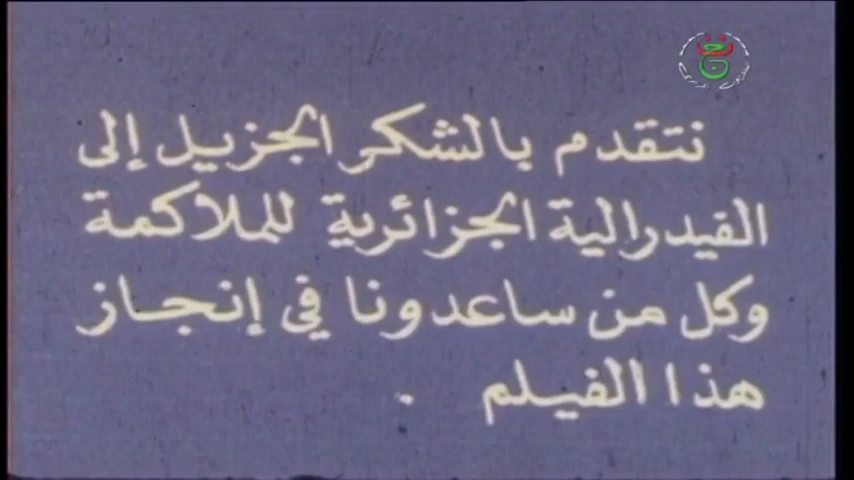 نتقدم بالشكر الجزيل إلى
الفيدرالية الجزائرية للملاكمة
وكل من ساعدونا في إنجاز
هذا الفيلم .